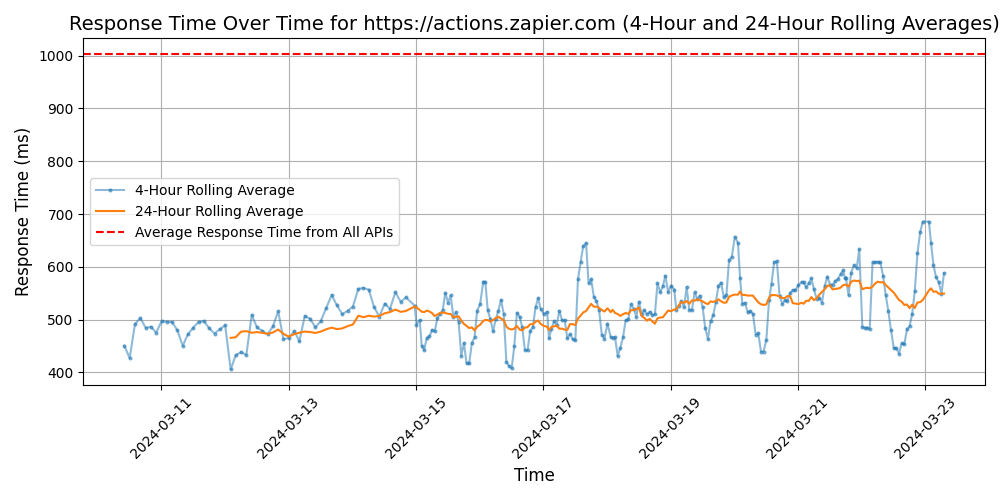 Response Time Over Time for https://actions.zapier.com (4-Hour and 24-Hour Rolling Averages)
Response Time (ms)
1000
900
800
700
600
500
400
4-Hour Rolling Average
24-Hour Rolling Average
Average Response Time from All APIs
2024-03-11
2024-03-13
2024-03-15
2024-03-17
2024-03-19
2024-03-21
2024-03-23
Time